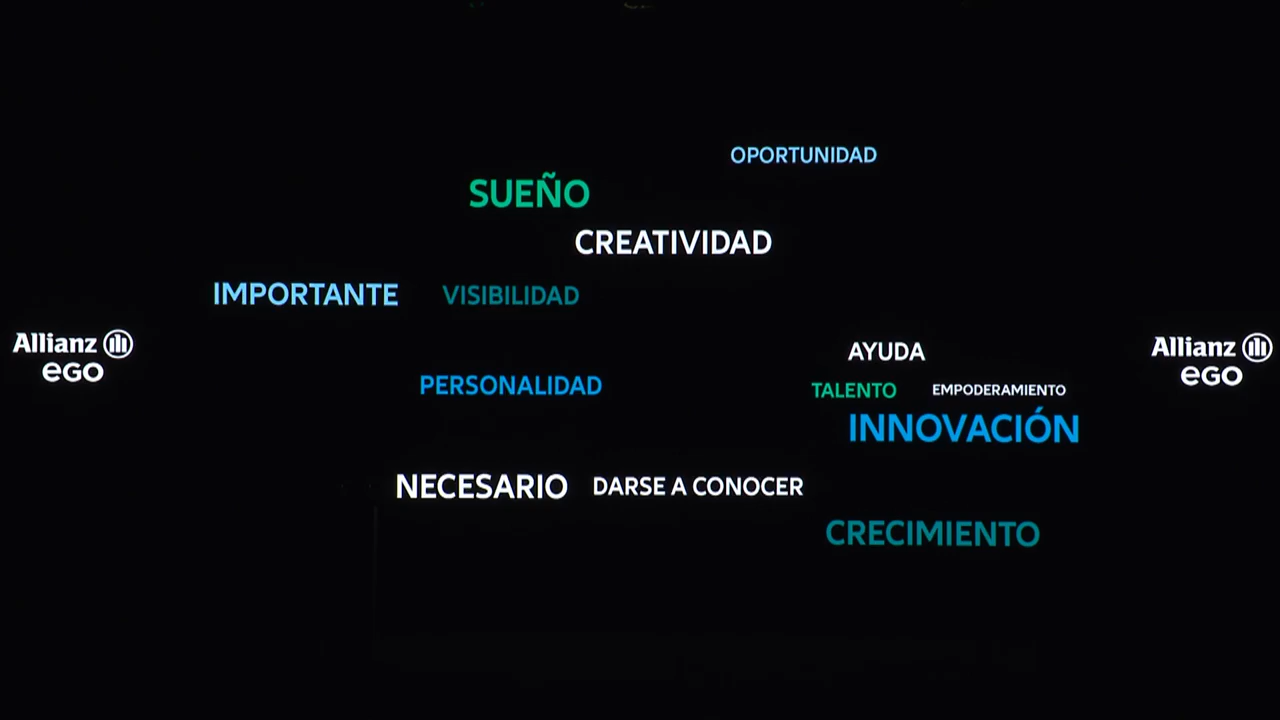 OPORTUNIDAD
SUEÑO
CREATIVIDAD
IMPORTANTE VISIBILIDAD
Allianz
eGO
AYUDA
Allianz
eGO
PERSONALIDAD
TALENTO EMPODERAMIENTO
INNOVACIÓN
NECESARIO DARSE A CONOCER
CRECIMIENTO